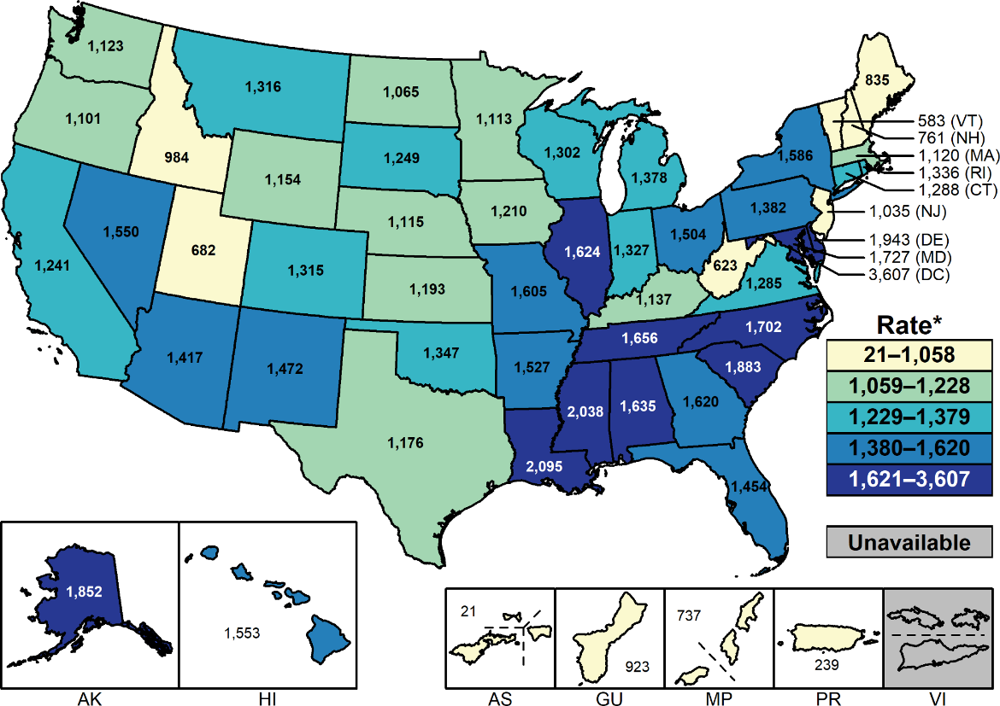 1,123
1,316
1,065
1,113
835
1,101
984
1,154
1,249
1,302
1,378
1,586
583 (VT)
761 (NH)
1,120 (MA)
1,336 (RI)
1,288 (CT)
1,035 (NJ)
1,943 (DE)
1,727 (MD)
3,607 (DC)
1,550
682
1,115
1,210
1,382
1,241
1,315
1,193
1,605
1,624
1,327
1,504
623
1,285
1,137
1,417
1,472
1,347
1,527
1,656
1,702
1,883
1,176
2,038
1,635
1,620
2,095
1,454
Rate*
21–1,058
1,059–1,228
1,229–1,379
1,380–1,620
1,621–3,607
Unavailable
1,852
1,553
21
923
737
239
AK
HI
AS
GU
MP
PR
VI